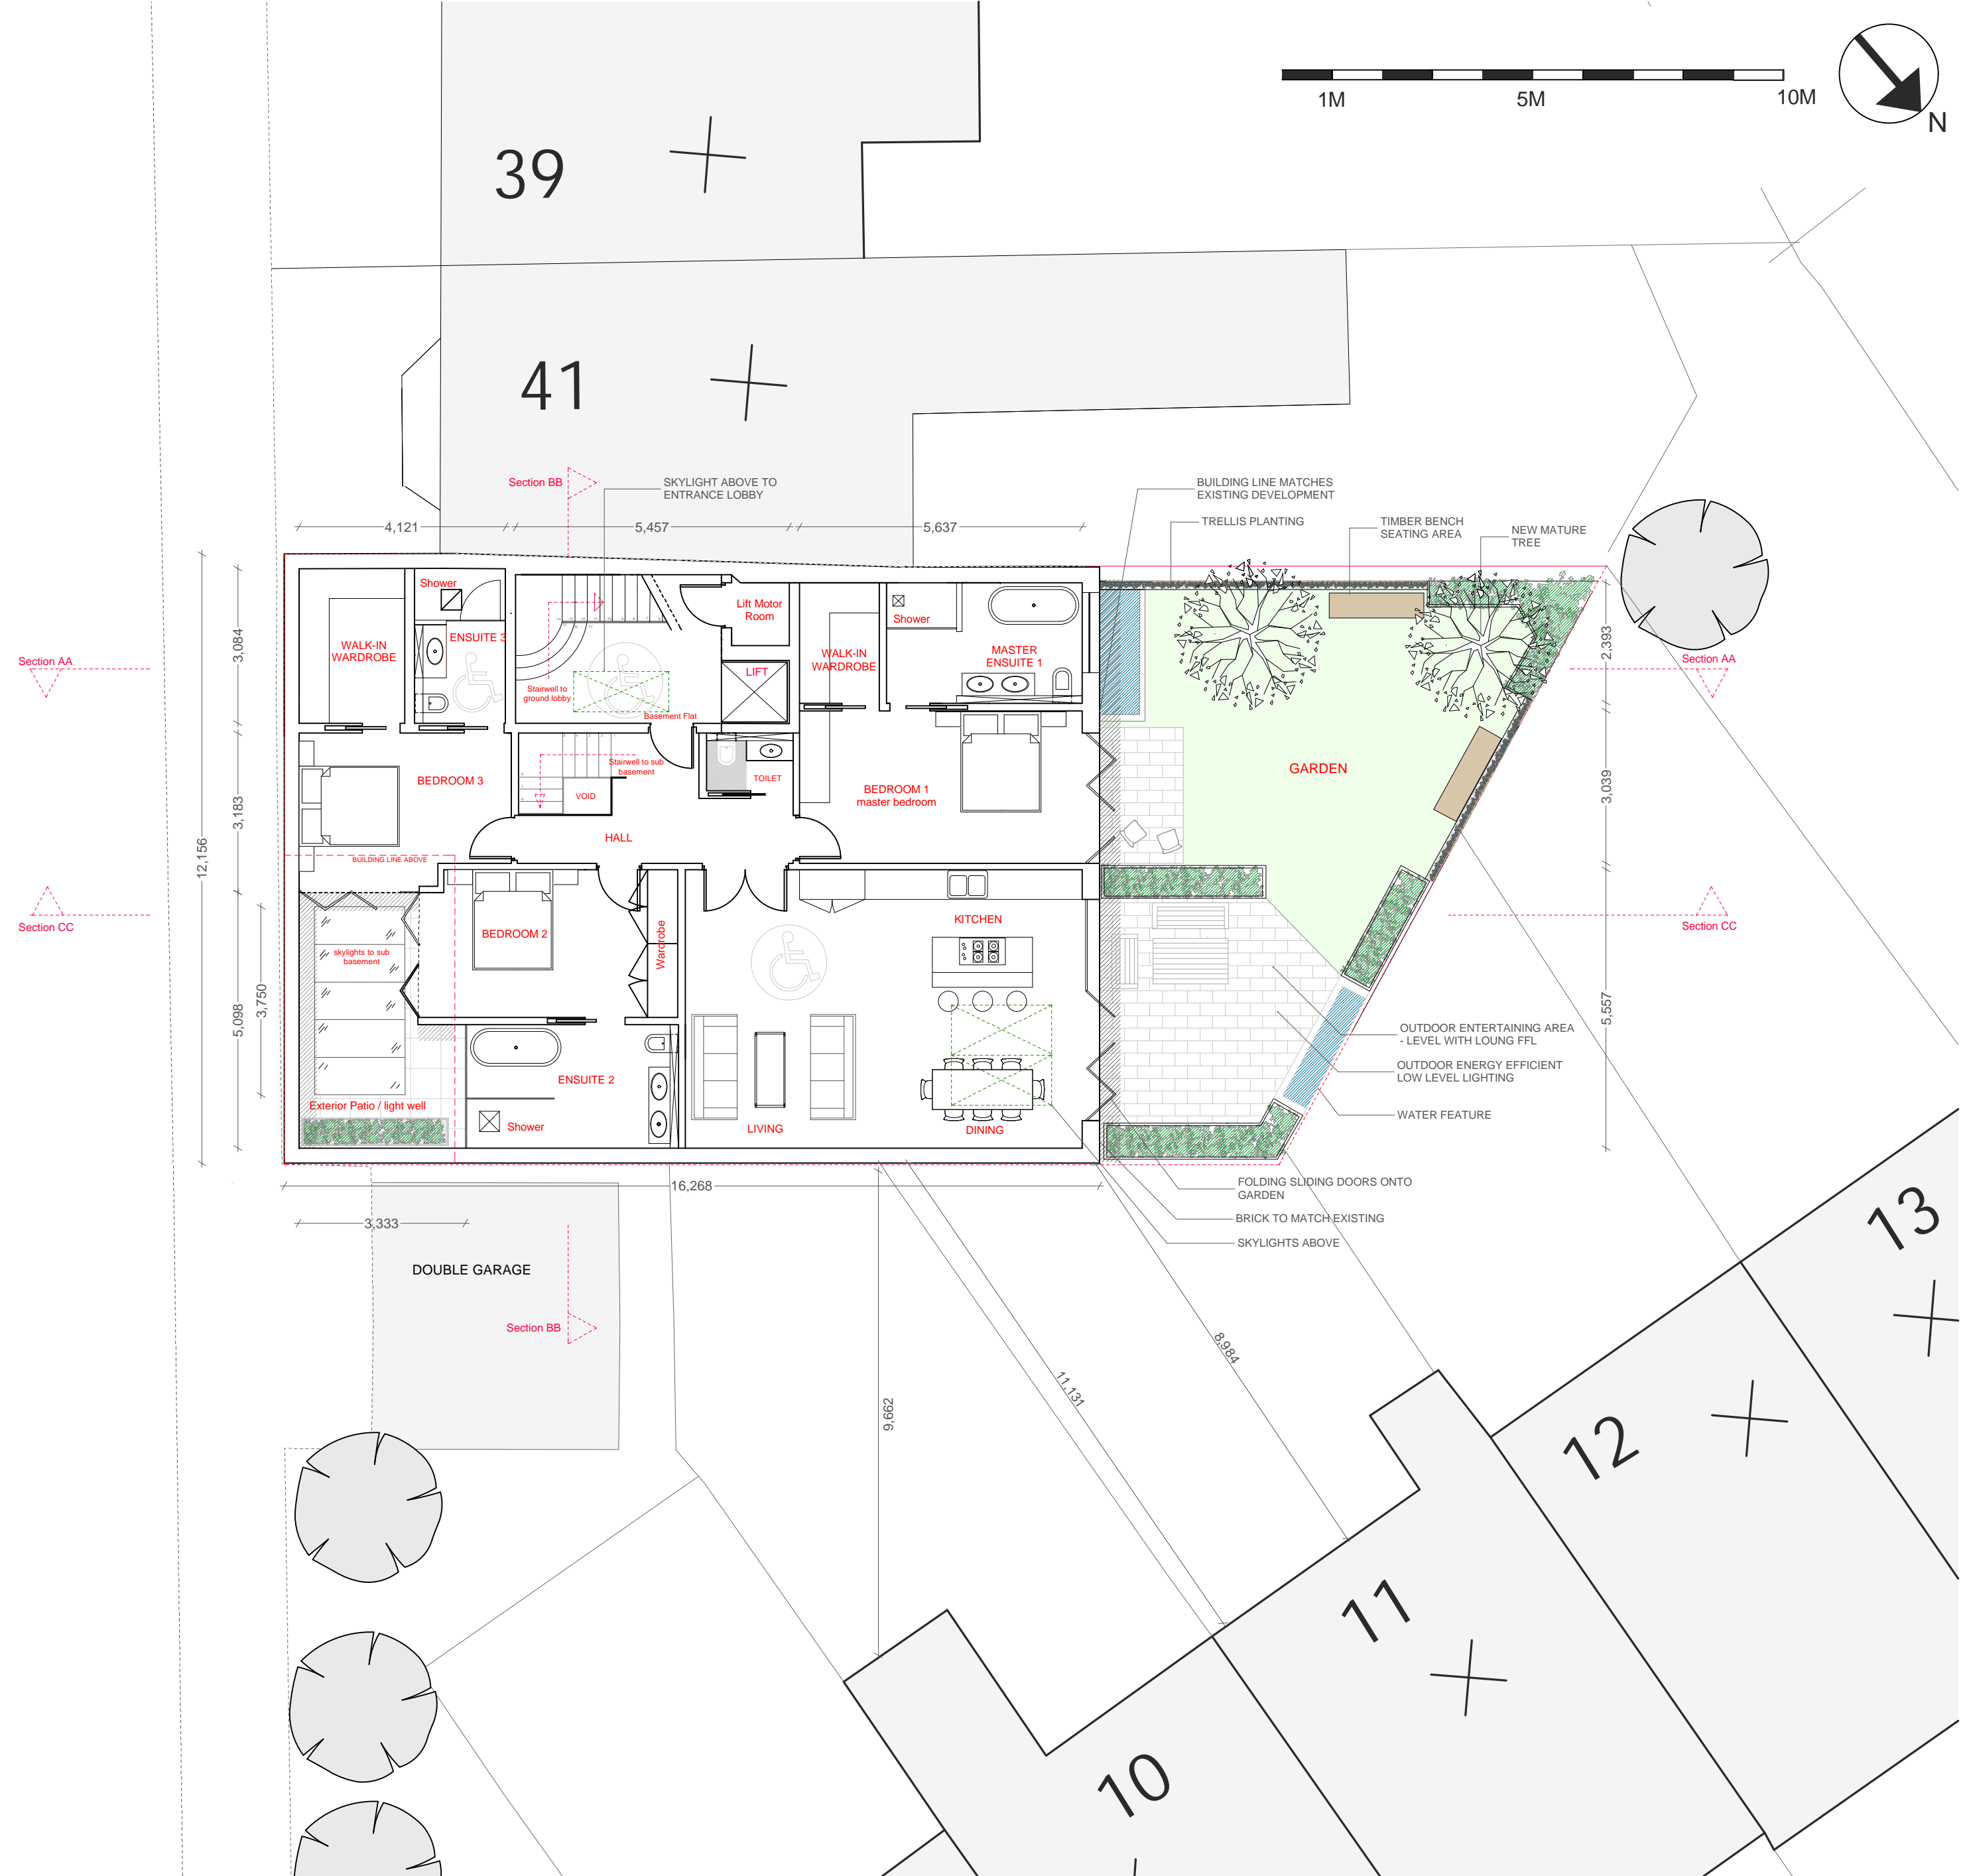 1M
5M
10M
N
39
41
Section BB
SKYLIGHT ABOVE TO
ENTRANCE LOBBY
BUILDING LINE MATCHES
EXISTING DEVELOPMENT
TRELLIS PLANTING
TIMBER BENCH
SEATING AREA
NEW MATURE
TREE
4,121
5,457
5,637
Shower
Lift Motor
Room
Shower
WALK-IN
WARDROBE
ENSUITE 3
WALK-IN
WARDROBE
MASTER
ENSUITE 1
LIFT
Stairwell to
ground lobby
Basement Flat
3,084
2,393
Section AA
Section AA
BEDROOM 3
Stairwell to sub
basement
VOID
TOILET
BEDROOM 1
master bedroom
GARDEN
3,183
3,039
12,156
HALL
BUILDING LINE ABOVE
Section CC
Section CC
BEDROOM 2
Wardrobe
KITCHEN
skylights to sub
basement
3,750
5,098
5,557
OUTDOOR ENTERTAINING AREA
- LEVEL WITH LOUNG FFL
OUTDOOR ENERGY EFFICIENT
LOW LEVEL LIGHTING
WATER FEATURE
ENSUITE 2
Exterior Patio / light well
Shower
LIVING
DINING
16,268
3,333
FOLDING SLIDING DOORS ONTO
GARDEN
BRICK TO MATCH EXISTING
SKYLIGHTS ABOVE
DOUBLE GARAGE
Section BB
8,984
11,131
9,662
13
12
11
10